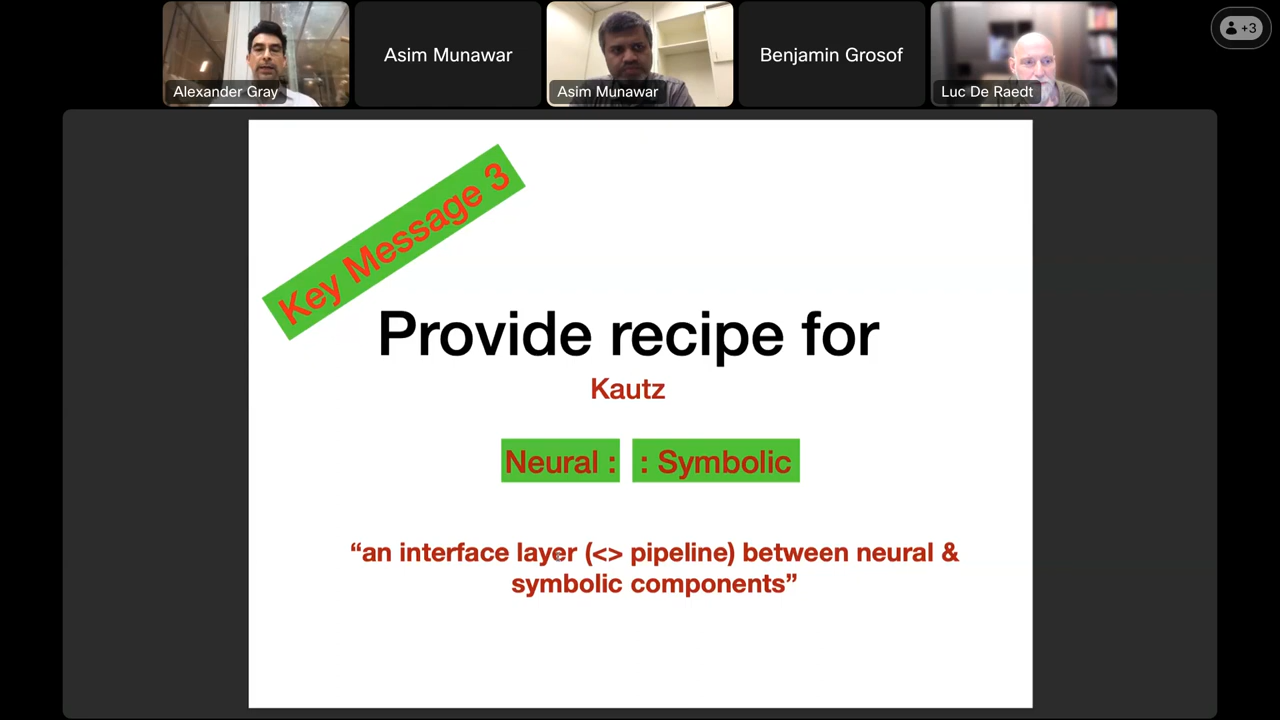 Alexander Gray
Asim Munawar
Asim Munawar
Benjamin Grosof
Luc De Raedt
+3
Key Message 3
Provide recipe for
Kautz
Neural : : Symbolic
“an interface layer (<> pipeline) between neural &
symbolic components”